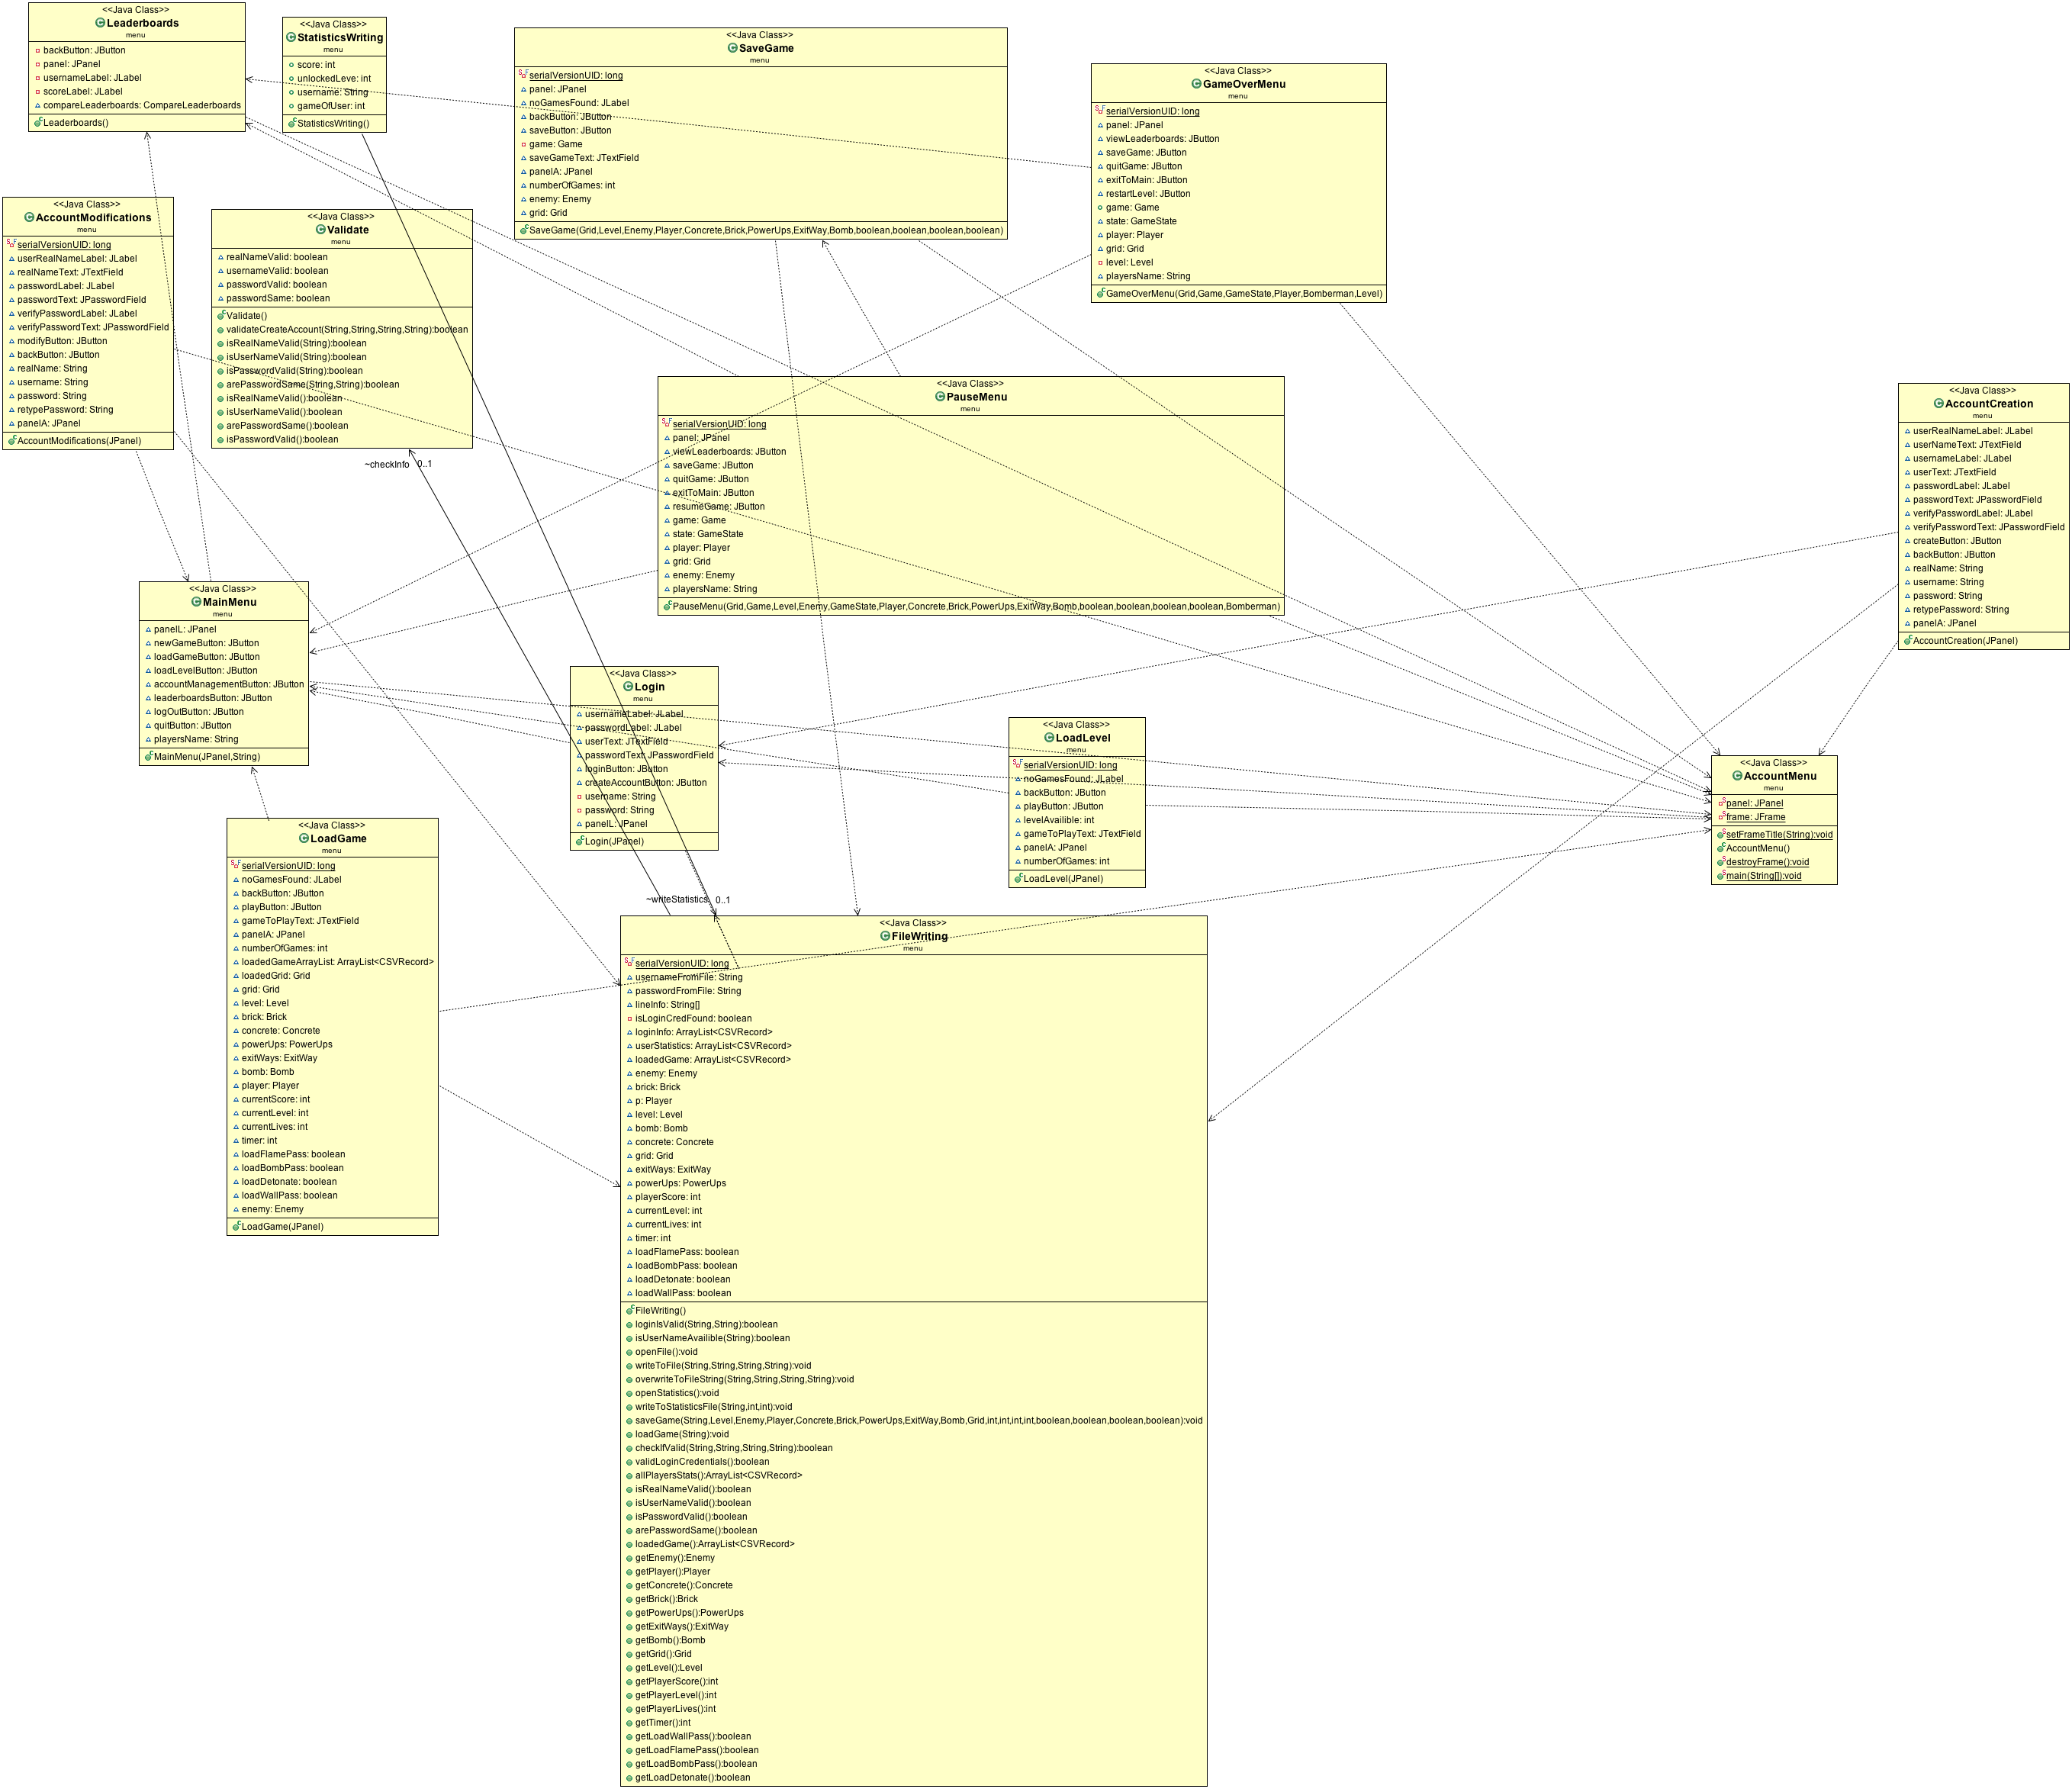 <<Java Class>>
Leaderboards
menu
backButton: JButton
panel: JPanel
usernameLabel: JLabel
scoreLabel: JLabel
compareLeaderboards: CompareLeaderboards
Leaderboards()
<<Java Class>>
StatisticsWriting
menu
score: int
unlockedLeve: int
username: String
gameOfUser: int
StatisticsWriting()
<<Java Class>>
SaveGame
menu
serialVersionUID: long
panel: JPanel
noGamesFound: JLabel
backButton: JButton
saveButton: JButton
game: Game
saveGameText: JTextField
panelA: JPanel
numberOfGames: int
enemy: Enemy
grid: Grid
SaveGame(Grid,Level,Enemy,Player,Concrete,Brick,PowerUps,ExitWay,Bomb,boolean,boolean,boolean,boolean)
<<Java Class>>
GameOverMenu
menu
serialVersionUID: long
panel: JPanel
viewLeaderboards: JButton
saveGame: JButton
quitGame: JButton
exitToMain: JButton
restartLevel: JButton
game: Game
state: GameState
player: Player
grid: Grid
level: Level
playersName: String
GameOverMenu(Grid,Game,GameState,Player,Bomberman,Level)
<<Java Class>>
AccountModifications
menu
serialVersionUID: long
userRealNameLabel: JLabel
realNameText: JTextField
passwordLabel: JLabel
passwordText: JPasswordField
verifyPasswordLabel: JLabel
verifyPasswordText: JPasswordField
modifyButton: JButton
backButton: JButton
realName: String
username: String
password: String
retypePassword: String
panelA: JPanel
AccountModifications(JPanel)
<<Java Class>>
Validate
menu
realNameValid: boolean
usernameValid: boolean
passwordValid: boolean
passwordSame: boolean
Validate()
validateCreateAccount(String,String,String,String):boolean
isRealNameValid(String):boolean
isUserNameValid(String):boolean
isPasswordValid(String):boolean
arePasswordSame(String,String):boolean
isRealNameValid():boolean
isUserNameValid():boolean
arePasswordSame():boolean
isPasswordValid():boolean
~checkInfo 0..1
<<Java Class>>
PauseMenu
menu
serialVersionUID: long
panel: JPanel
viewLeaderboards: JButton
saveGame: JButton
quitGame: JButton
exitToMain: JButton
resumeGame: JButton
game: Game
state: GameState
player: Player
grid: Grid
enemy: Enemy
playersName: String
PauseMenu(Grid,Game,Level,Enemy,GameState,Player,Concrete,Brick,PowerUps,ExitWay,Bomb,boolean,boolean,boolean,boolean,Bomberman)
<<Java Class>>
AccountCreation
menu
userRealNameLabel: JLabel
userNameText: JTextField
usernameLabel: JLabel
userText: JTextField
passwordLabel: JLabel
passwordText: JPasswordField
verifyPasswordLabel: JLabel
verifyPasswordText: JPasswordField
createButton: JButton
backButton: JButton
realName: String
username: String
password: String
retypePassword: String
panelA: JPanel
AccountCreation(JPanel)
<<Java Class>>
MainMenu
menu
panelL: JPanel
newGameButton: JButton
loadGameButton: JButton
loadLevelButton: JButton
accountManagementButton: JButton
leaderboardsButton: JButton
logOutButton: JButton
quitButton: JButton
playersName: String
MainMenu(JPanel,String)
<<Java Class>>
Login
menu
usernameLabel: JLabel
passwordLabel: JLabel
userText: JTextField
passwordText: JPasswordField
loginButton: JButton
createAccountButton: JButton
username: String
password: String
panelL: JPanel
Login(JPanel)
<<Java Class>>
LoadLevel
menu
serialVersionUID: long
noGamesFound: JLabel
backButton: JButton
playButton: JButton
levelAvailible: int
gameToPlayText: JTextField
panelA: JPanel
numberOfGames: int
LoadLevel(JPanel)
<<Java Class>>
AccountMenu
menu
panel: JPanel
frame: JFrame
setFrameTitle(String):void
AccountMenu()
destroyFrame():void
main(String[]):void
<<Java Class>>
LoadGame
menu
serialVersionUID: long
noGamesFound: JLabel
backButton: JButton
playButton: JButton
gameToPlayText: JTextField
panelA: JPanel
numberOfGames: int
loadedGameArrayList: ArrayList<CSVRecord>
loadedGrid: Grid
grid: Grid
level: Level
brick: Brick
concrete: Concrete
powerUps: PowerUps
exitWays: ExitWay
bomb: Bomb
player: Player
currentScore: int
currentLevel: int
currentLives: int
timer: int
loadFlamePass: boolean
loadBombPass: boolean
loadDetonate: boolean
loadWallPass: boolean
enemy: Enemy
LoadGame(JPanel)
~writeStatistics 0..1
<<Java Class>>
FileWriting
menu
serialVersionUID: long
usernameFromFile: String
passwordFromFile: String
lineInfo: String[]
isLoginCredFound: boolean
loginInfo: ArrayList<CSVRecord>
userStatistics: ArrayList<CSVRecord>
loadedGame: ArrayList<CSVRecord>
enemy: Enemy
brick: Brick
p: Player
level: Level
bomb: Bomb
concrete: Concrete
grid: Grid
exitWays: ExitWay
powerUps: PowerUps
playerScore: int
currentLevel: int
currentLives: int
timer: int
loadFlamePass: boolean
loadBombPass: boolean
loadDetonate: boolean
loadWallPass: boolean
FileWriting()
loginIsValid(String,String):boolean
isUserNameAvailible(String):boolean
openFile():void
writeToFile(String,String,String,String):void
overwriteToFileString(String,String,String,String):void
openStatistics():void
writeToStatisticsFile(String,int,int):void
saveGame(String,Level,Enemy,Player,Concrete,Brick,PowerUps,ExitWay,Bomb,Grid,int,int,int,int,boolean,boolean,boolean,boolean):void
loadGame(String):void
checkIfValid(String,String,String,String):boolean
validLoginCredentials():boolean
allPlayersStats():ArrayList<CSVRecord>
isRealNameValid():boolean
isUserNameValid():boolean
isPasswordValid():boolean
arePasswordSame():boolean
loadedGame():ArrayList<CSVRecord>
getEnemy():Enemy
getPlayer():Player
getConcrete():Concrete
getBrick():Brick
getPowerUps():PowerUps
getExitWays():ExitWay
getBomb():Bomb
getGrid():Grid
getLevel():Level
getPlayerScore():int
getPlayerLevel():int
getPlayerLives():int
getTimer():int
getLoadWallPass():boolean
getLoadFlamePass():boolean
getLoadBombPass():boolean
getLoadDetonate():boolean